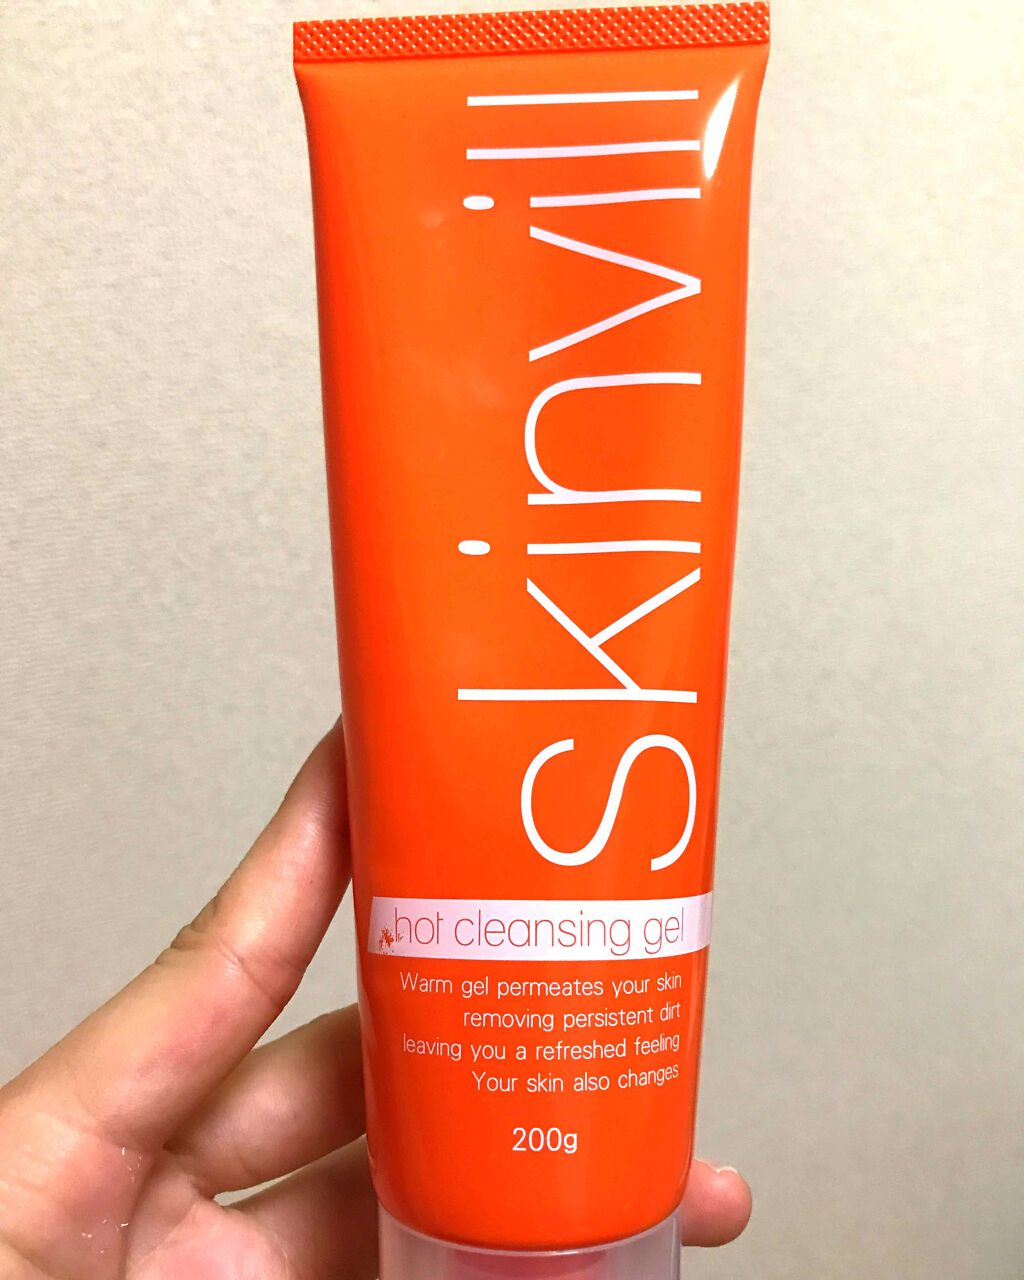 Skinvill
hot cleansing gel
Warm gel permeates your skin
removing persistent dirt
leaving you a refreshed feeling
Your skin also changes
200g